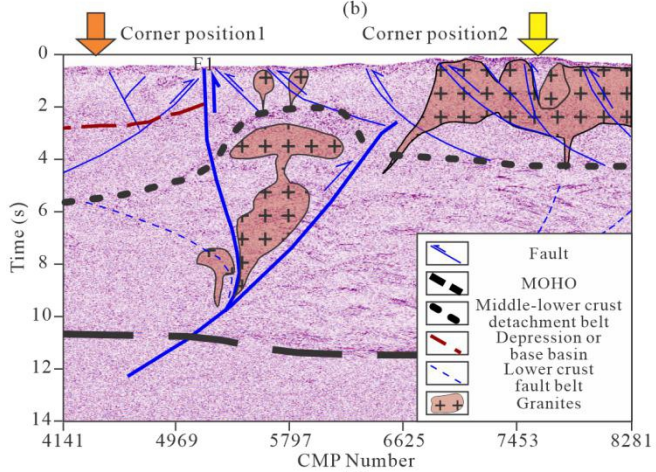 (b)
Corner position1
Corner position2
F1
0
2
4
6
8
10
12
14
Time (s)
4141
4969
5797
6625
7453
8281
CMP Number
Fault
MOHO
Middle-lower crust
detachment belt
Depression or
base basin
Lower crust
fault belt
Granites